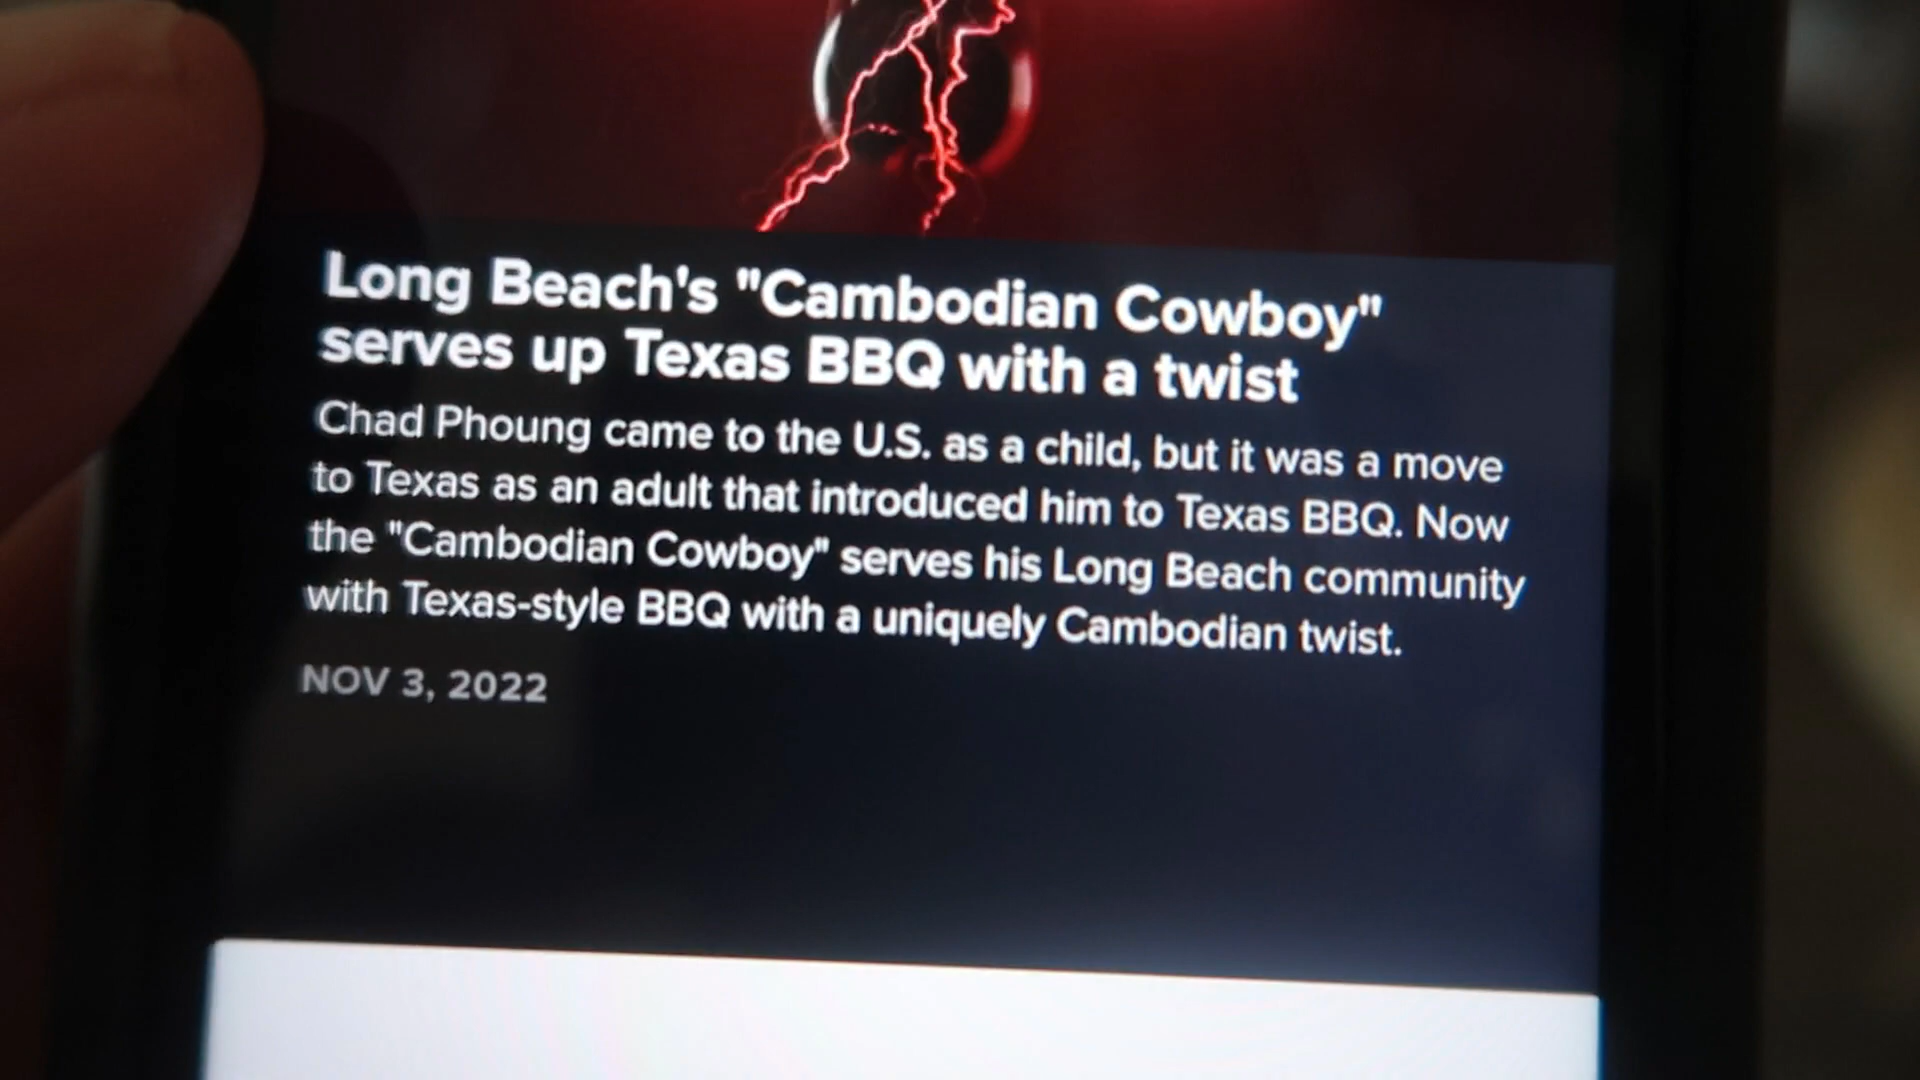 Long Beach's "Cambodian Cowboy"
serves up Texas BBQ with a twist
Chad Phoung came to the U.S. as a child, but it was a move
to Texas as an adult that introduced him to Texas BBQ. Now
the "Cambodian Cowboy" serves his Long Beach community
with Texas-style BBQ with a uniquely Cambodian twist.
NOV 3, 2022